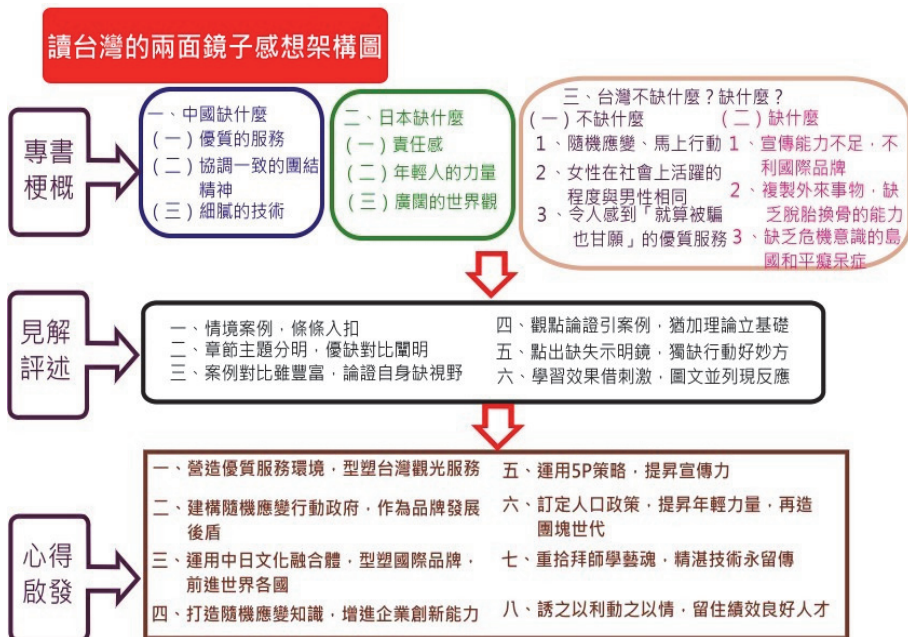 讀台灣的兩面鏡子感想架構圖
專書
梗概
一、中國缺什麼
(一)優質的服務
(二)協調一致的團結
精神
(三)細膩的技術
二、日本缺什麼
(一)責任感
(二)年輕人的力量
(三)廣闊的世界觀
三、台灣不缺什麼?缺什麼?
(一)不缺什麼
1、隨機應變、馬上行動
2、女性在社會上活躍的
程度與男性相同
3、令人感到「就算被騙
也甘願」的優質服務
(二)缺什麼
1、宣傳能力不足,不
利國際品牌
2、複製外來事物,缺
乏脫胎換骨的能力
3、缺乏危機意識的島
國和平癡呆症
見解
評述
一、情境案例,條條入扣
二、章節主題分明,優缺對比闡明
三、案例對比雖豐富,論證自身缺視野
四、觀點論證引案例,猶加理論立基礎
五、點出缺失示明鏡,獨缺行動好妙方
六、學習效果借刺激,圖文並列現反應
心得
啟發
一、營造優質服務環境,型塑台灣觀光服務
二、建構隨機應變行動政府,作為品牌發展
後盾
三、運用中日文化融合體,型塑國際品牌,
前進世界各國
四、打造隨機應變知識,增進企業創新能力
五、運用5P策略,提昇宣傳力
六、訂定人口政策,提昇年輕力量,再造
團塊世代
七、重拾拜師學藝魂,精湛技術永留傳
八、誘之以利動之以情,留住績效良好人才